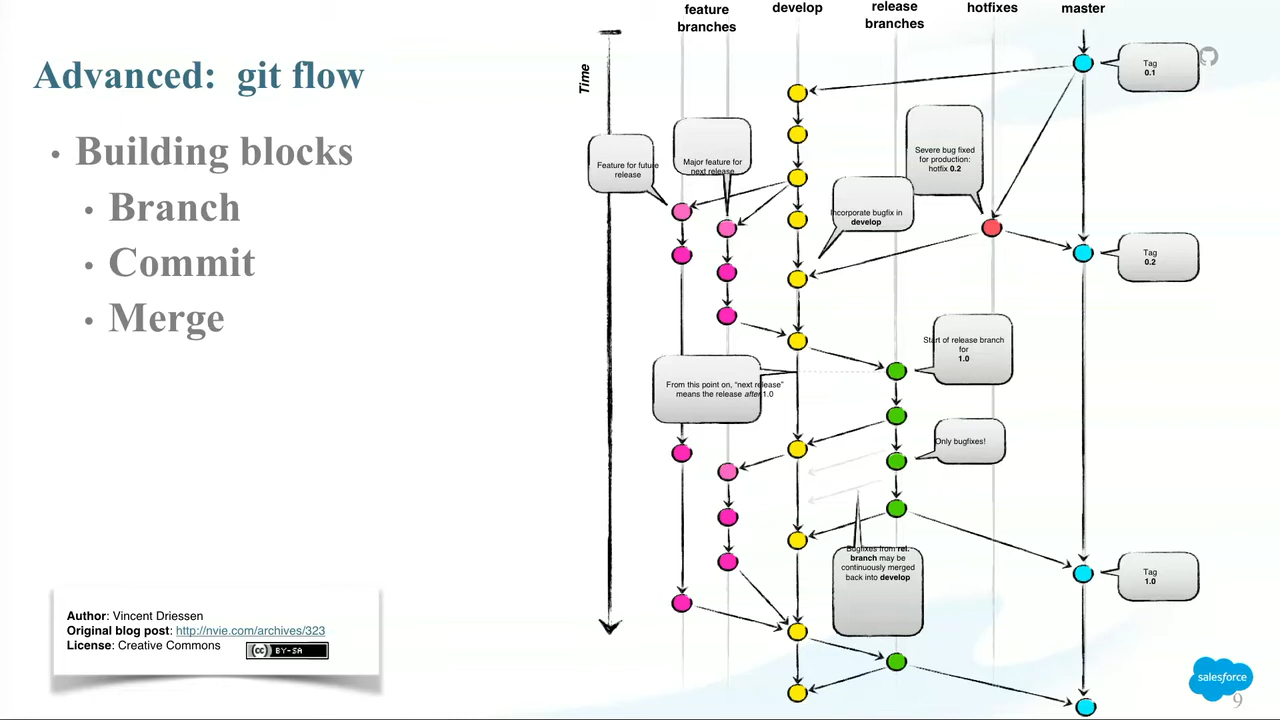 Advanced: git flow
• Building blocks
• Branch
• Commit
• Merge
Author: Vincent Driessen
Original blog post: http://nvie.com/archives/323
License: Creative Commons
cc BY-SA
feature
branches
develop
release
branches
hotfixes
master
Time
Tag
0.1
Feature for future
release
Major feature for
next release
Severe bug fixed
for production:
hotfix 0.2
Incorporate bugfix in
develop
Tag
0.2
Start of release branch
for
1.0
From this point on, “next release”
means the release after 1.0
Only bugfixes!
Bugfixes from rel.
branch may be
continuously merged
back into develop
Tag
1.0
salesforce
9